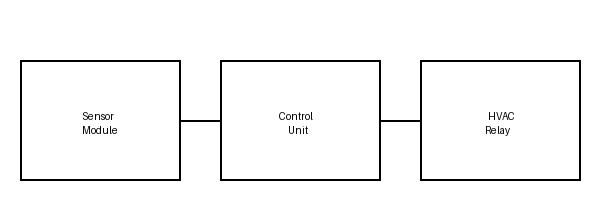 Sensor
Module
Control
Unit
HVAC
Relay